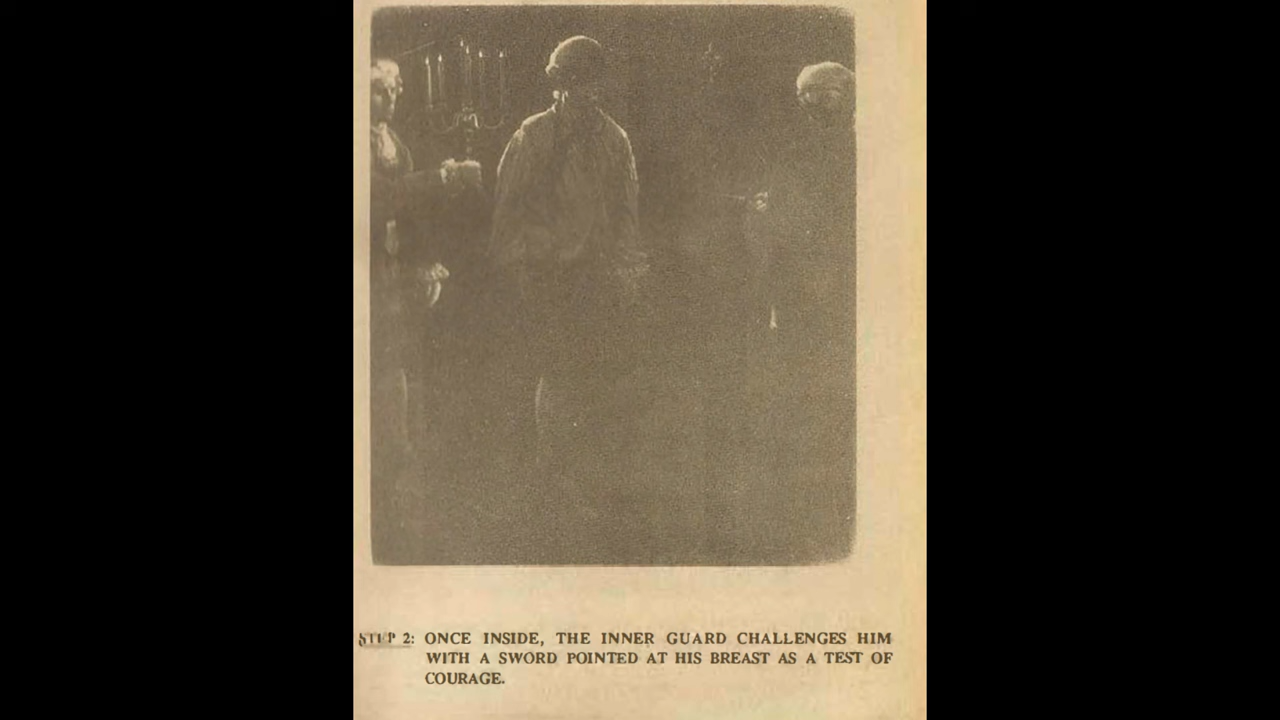 STEP 2: ONCE INSIDE, THE INNER GUARD CHALLENGES HIM
WITH A SWORD POINTED AT HIS BREAST AS A TEST OF
COURAGE.